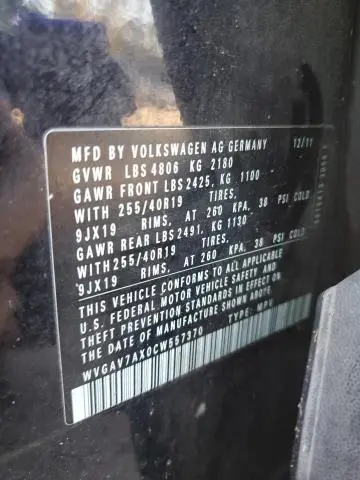 MFD BY VOLKSWAGEN AG GERMANY 12/11
GVWR LBS 4806 KG 2180
GAWR FRONT LBS 2425, KG 1100
WITH 255/40R19 TIRES,
9JX19 RIMS, AT 260 KPA, 38 PSI COLD
GAWR REAR LBS 2491, KG 1130
WITH 255/40R19 TIRES,
9JX19 RIMS, AT 260 KPA, 38 PSI COLD
THIS VEHICLE CONFORMS TO ALL APPLICABLE
U.S. FEDERAL MOTOR VEHICLE SAFETY AND
THEFT PREVENTION STANDARDS IN EFFECT ON
THE DATE OF MANUFACTURE SHOWN ABOVE.
WVGAV7AX0CW557370 TYPE: MPV